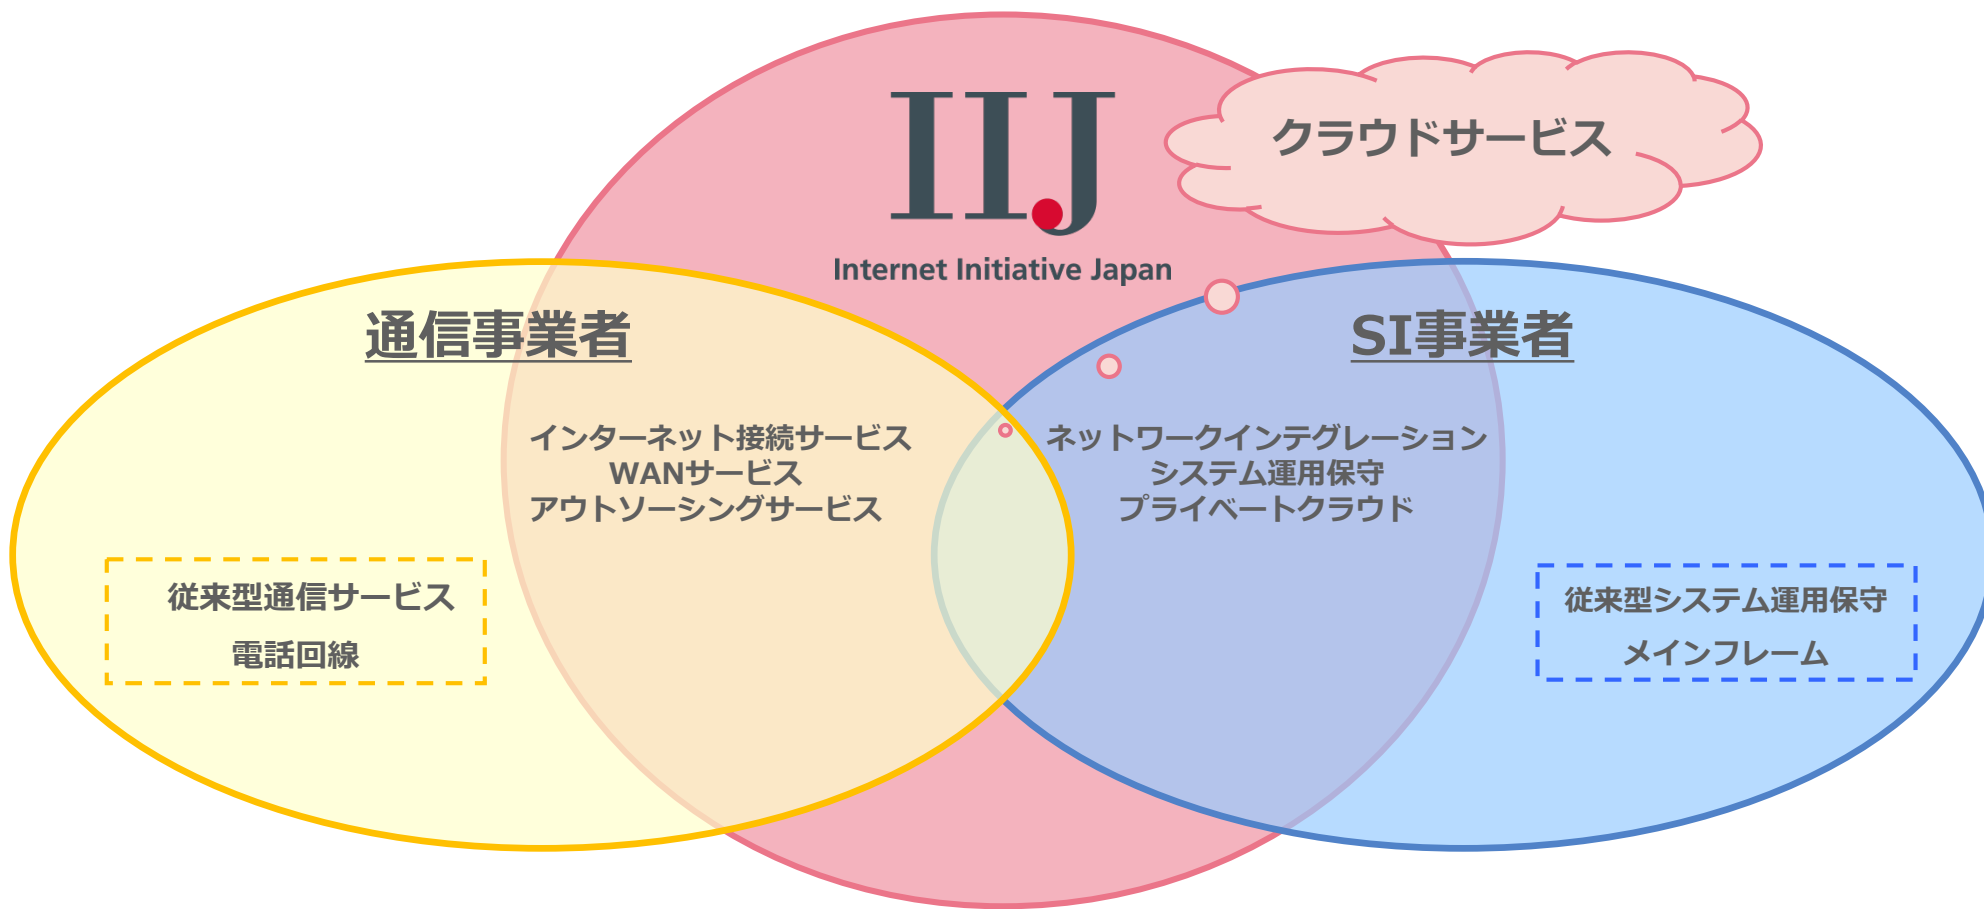 IIJ
Internet Initiative Japan
クラウドサービス
通信事業者
SI事業者
インターネット接続サービス
WANサービス
アウトソーシングサービス
ネットワークインテグレーション
システム運用保守
プライベートクラウド
従来型通信サービス
電話回線
従来型システム運用保守
メインフレーム